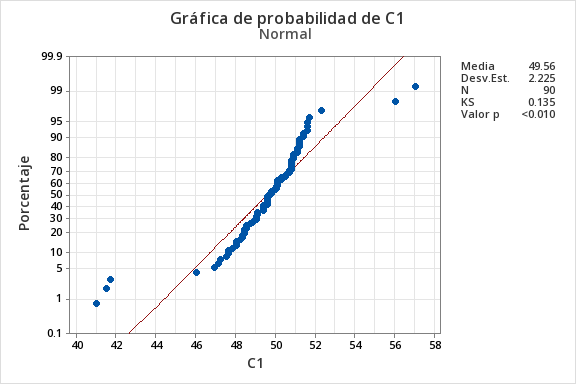 Gráfica de probabilidad de C1
Normal
99.9
99
95
90
80
70
60
50
40
30
20
10
5
1
0.1
Porcentaje
40 42 44 46 48 50 52 54 56 58
C1
Media 49.56
Desv.Est. 2.225
N 90
KS 0.135
Valor p <0.010